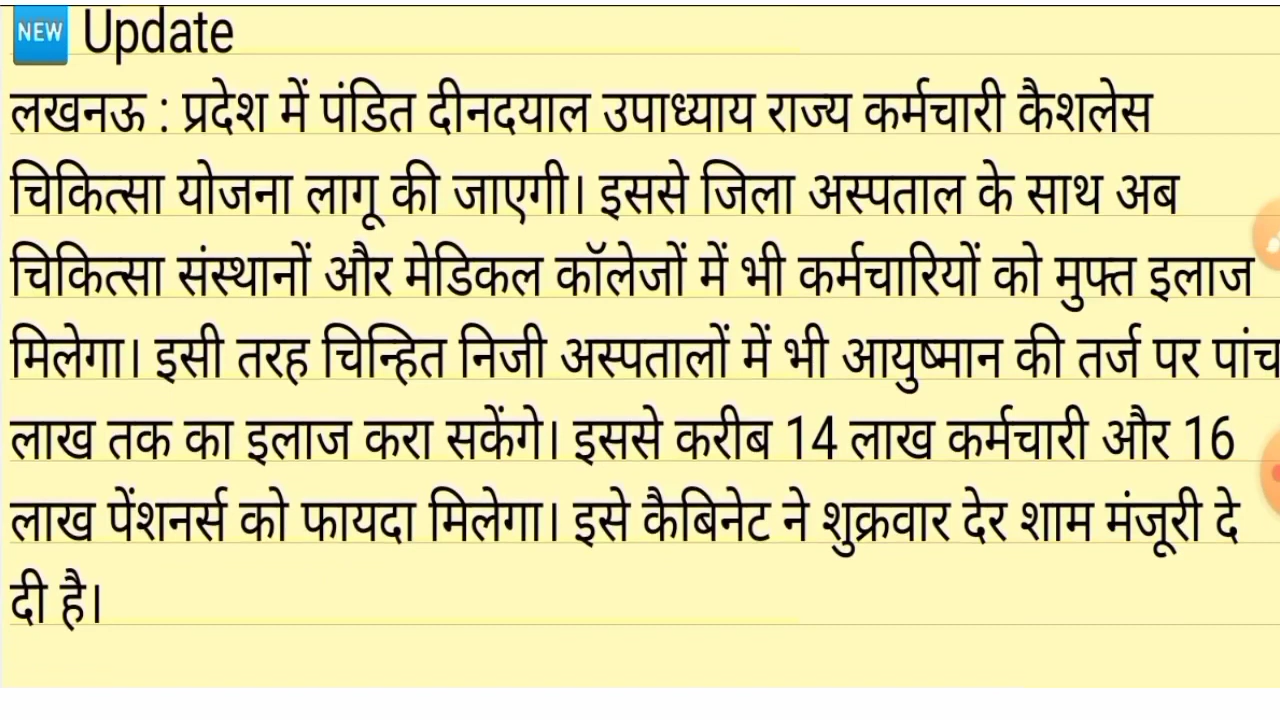 NEW Update
लखनऊ : प्रदेश में पंडित दीनदयाल उपाध्याय राज्य कर्मचारी कैशलेस
चिकित्सा योजना लागू की जाएगी। इससे जिला अस्पताल के साथ अब
चिकित्सा संस्थानों और मेडिकल कॉलेजों में भी कर्मचारियों को मुफ्त इलाज
मिलेगा। इसी तरह चिन्हित निजी अस्पतालों में भी आयुष्मान की तर्ज पर पांच
लाख तक का इलाज करा सकेंगे। इससे करीब 14 लाख कर्मचारी और 16
लाख पेंशनर्स को फायदा मिलेगा। इसे कैबिनेट ने शुक्रवार देर शाम मंजूरी दे
दी है।